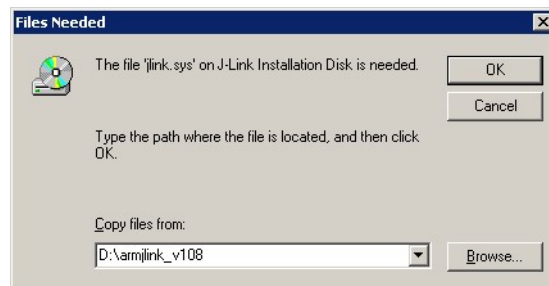 Files Needed
The file 'jlink.sys' on J-Link Installation Disk is needed.
OK
Cancel
Type the path where the file is located, and then click
OK.
Copy files from:
D:\armjlink_v108
Browse...